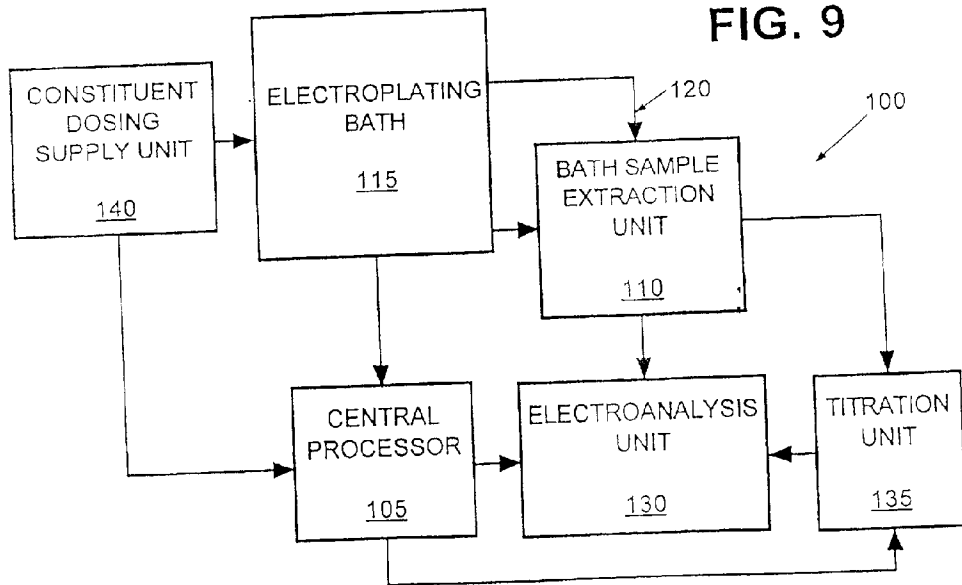 FIG. 9
CONSTITUENT
DOSING
SUPPLY UNIT
140
ELECTROPLATING
BATH
115
120
100
BATH SAMPLE
EXTRACTION
UNIT
110
CENTRAL
PROCESSOR
105
ELECTROANALYSIS
UNIT
130
TITRATION
UNIT
135